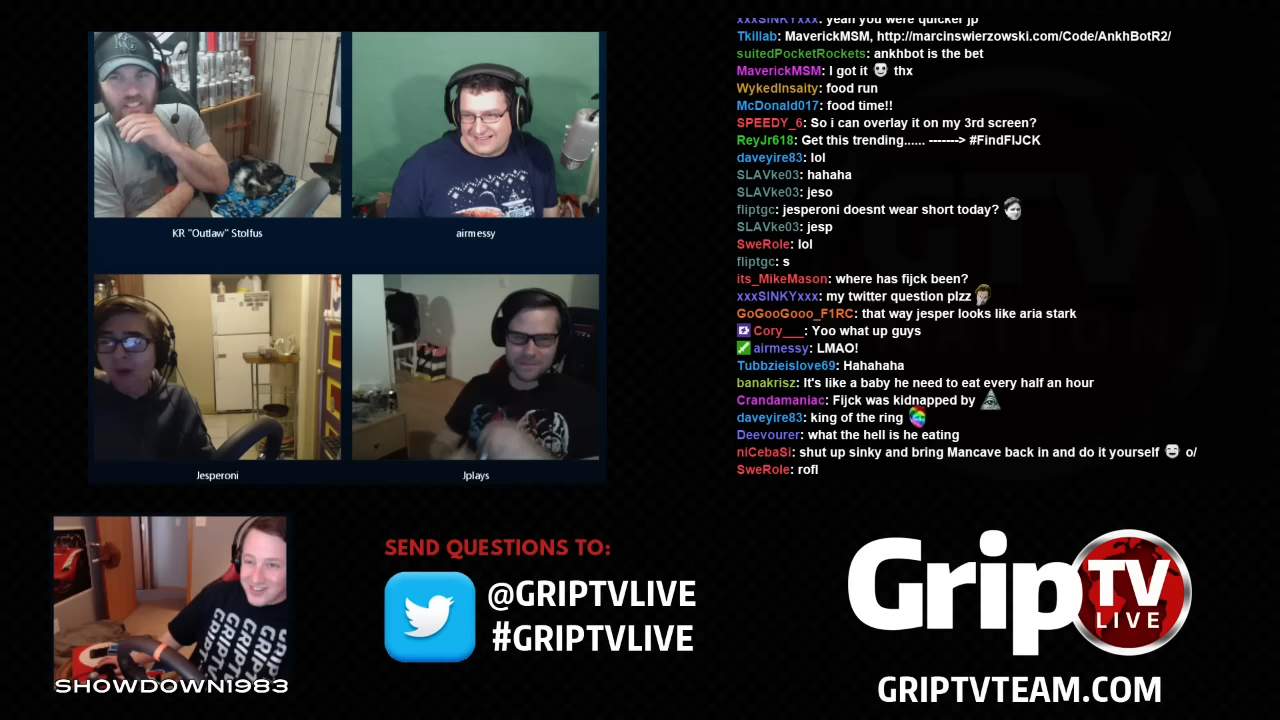 KR "Outlaw" Stolfus
airmessy
Jesperoni
Jplays
xxxSINKYxxx: yeah you were quicker jp
Tkillab: MaverickMSM, http://marcinswierzowski.com/Code/AnkhBotR2/
suitedPocketRockets: ankhbot is the bet
MaverickMSM: I got it thx
WykedInsaity: food run
McDonald017: food time!!
SPEEDY_6: So i can overlay it on my 3rd screen?
ReyJr618: Get this trending...... -------> #FindFIJCK
daveyire83: lol
SLAVke03: hahaha
SLAVke03: jeso
fliptgc: jesperoni doesnt wear short today?
SLAVke03: jesp
SweRole: lol
fliptgc: s
its_MikeMason: where has fijck been?
xxxSINKYxxx: my twitter question plzz
GoGooGooo_F1RC: that way jesper looks like aria stark
Cory___: Yoo what up guys
airmessy: LMAO!
Tubbzieislove69: Hahahaha
banakrisz: It's like a baby he need to eat every half an hour
Crandamaniac: Fijck was kidnapped by
daveyire83: king of the ring
Deevourer: what the hell is he eating
niCebaSi: shut up sinky and bring Mancave back in and do it yourself o/
SweRole: rofl
SHOWDOWN1983
SEND QUESTIONS TO:
@GRIPTVLIVE
#GRIPTVLIVE
GripTV
LIVE
GRIPTVTEAM.COM